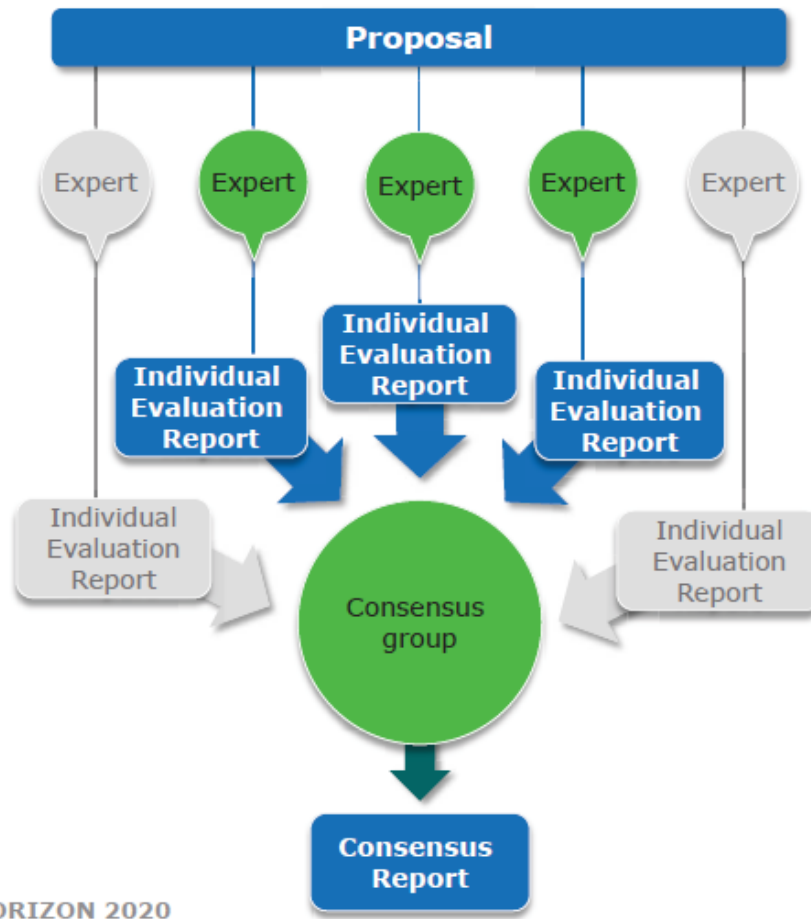 Proposal
Expert
Expert
Expert
Expert
Expert
Individual
Evaluation
Report
Individual
Evaluation
Report
Individual
Evaluation
Report
Individual
Evaluation
Report
Individual
Evaluation
Report
Consensus
group
Consensus
Report
ORIZON 2020